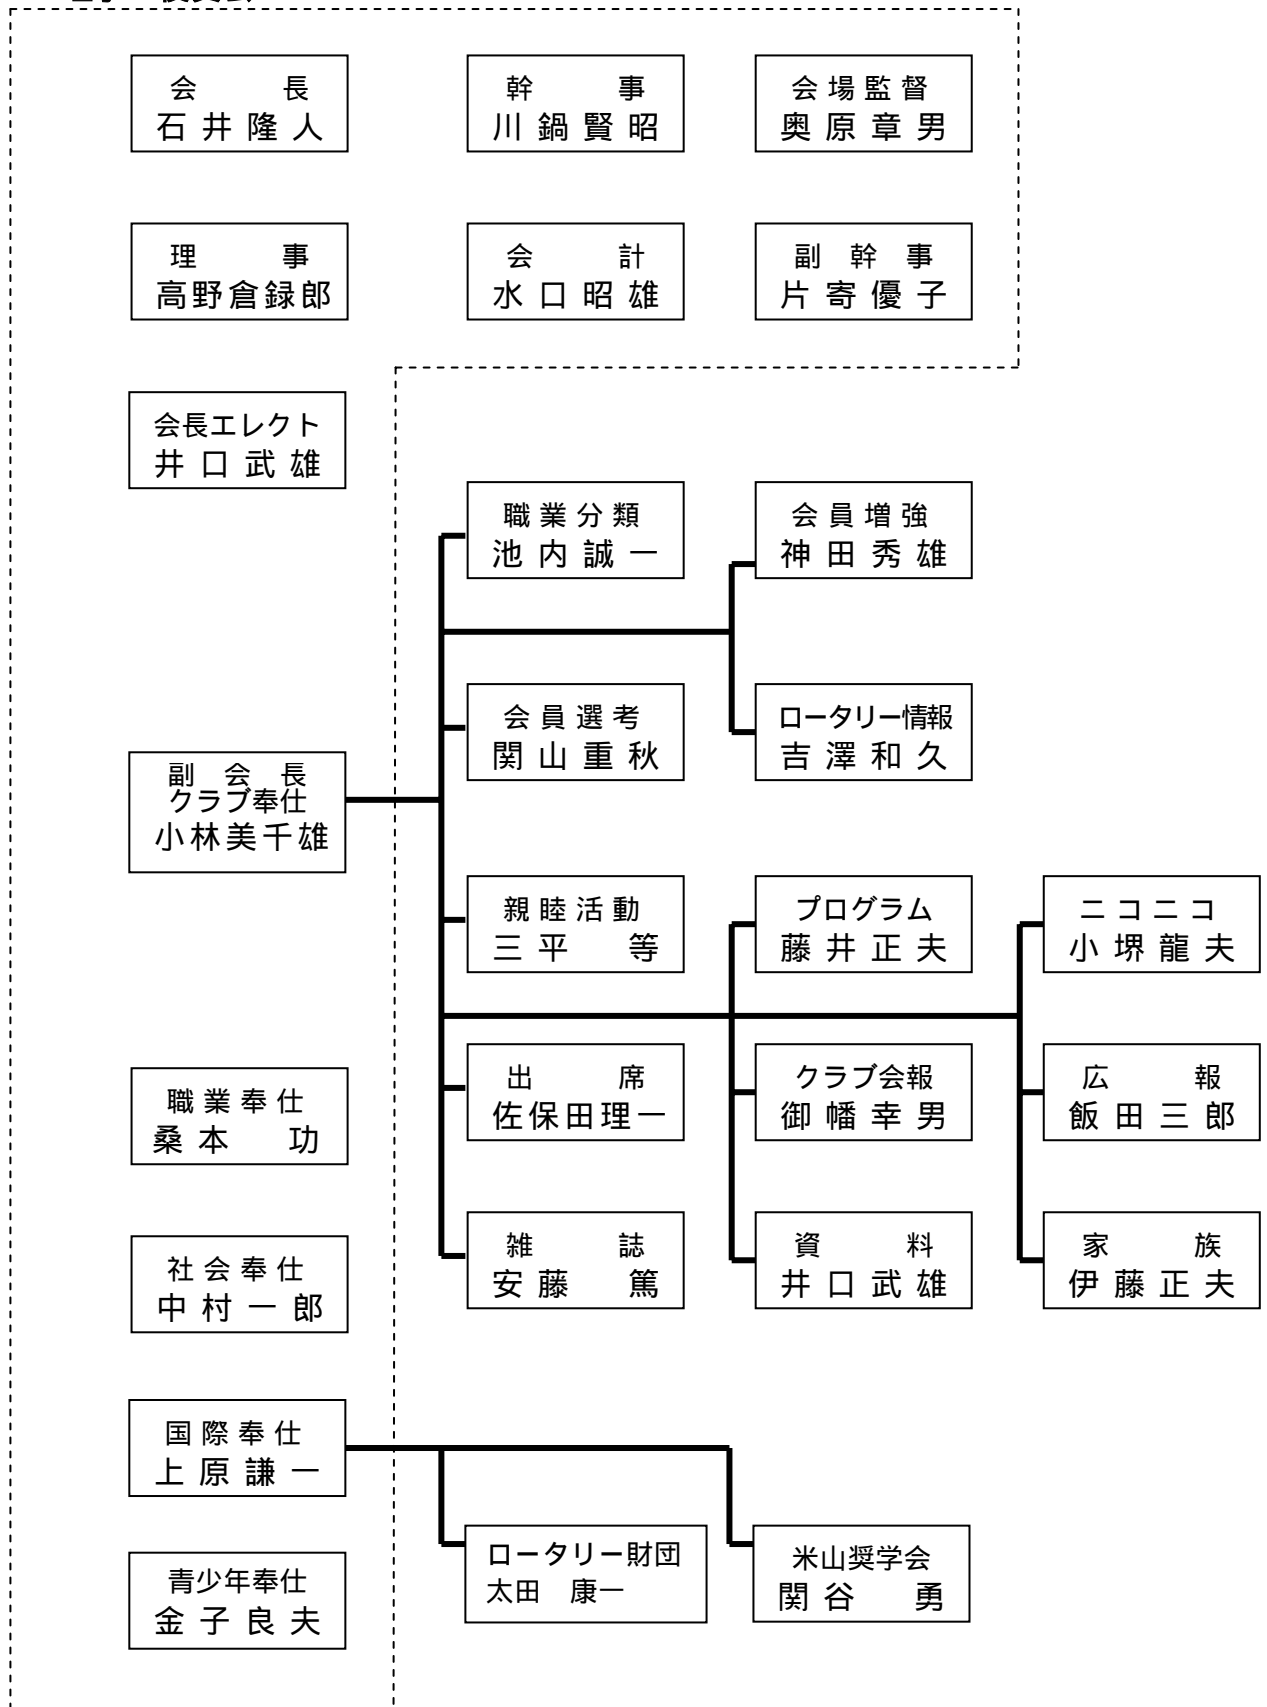 会長
石井隆人
幹事
川鍋賢昭
会場監督
奥原章男
理事
高野倉録郎
会計
水口昭雄
副幹事
片寄優子
会長エレクト
井口武雄
職業分類
池内誠一
会員増強
神田秀雄
会員選考
関山重秋
ロータリー情報
吉澤和久
副会長
クラブ奉仕
小林美千雄
親睦活動
三平 等
プログラム
藤井正夫
ニコニコ
小堺龍夫
職業奉仕
桑本 功
出席
佐保田理一
クラブ会報
御幡幸男
広報
飯田三郎
社会奉仕
中村一郎
雑誌
安藤 篤
資料
井口武雄
家族
伊藤正夫
国際奉仕
上原謙一
ロータリー財団
太田 康一
米山奨学会
関谷 勇
青少年奉仕
金子良夫